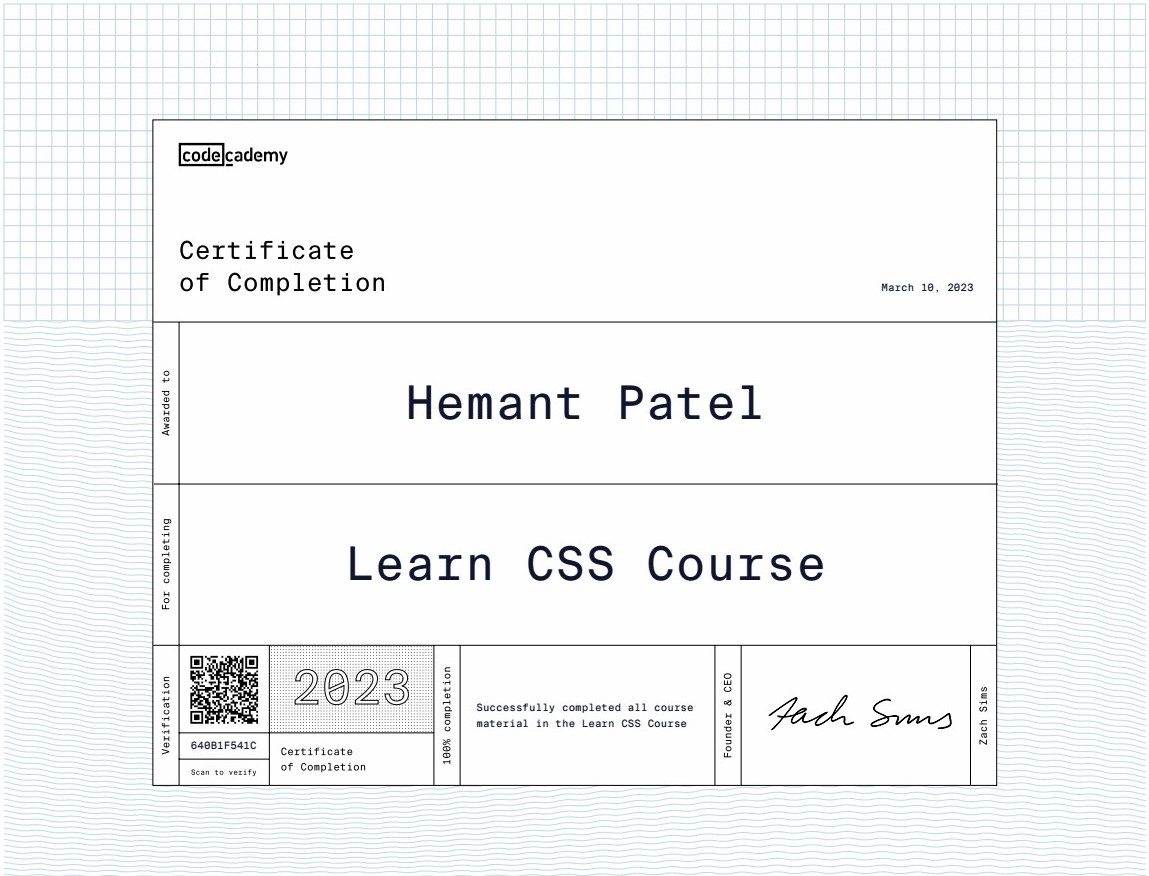 codecademy
Certificate
of Completion
March 10, 2023
Awarded to
Hemant Patel
For completing
Learn CSS Course
Verification
640B1F541C
Scan to verify
2023
Certificate
of Completion
100% completion
Successfully completed all course
material in the Learn CSS Course
Founder & CEO
Zach Sims
Zach Sims